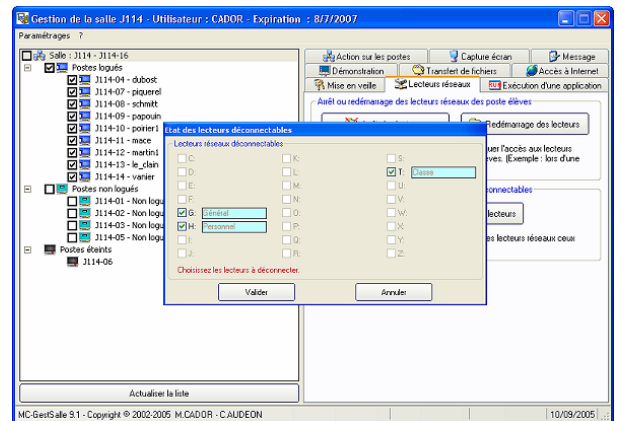 Gestion de la salle J114 - Utilisateur : CADOR - Expiration : 8/7/2007
Paramétrages ?
Salle : J114 - J114-16
Postes logués
J114-04 - dubost
J114-07 - piquerel
J114-08 - schmitt
J114-09 - papouin
J114-10 - poirier1
J114-11 - mace
J114-12 - martin1
J114-13 - le_clain
J114-14 - vanier
Postes non logués
J114-01 - Non logu
J114-02 - Non logu
J114-03 - Non logu
J114-05 - Non logu
Postes éteints
J114-06
Actualiser la liste
Action sur les postes
Capture écran
Message
Démonstration
Transfert de fichiers
Accès à Internet
Mise en veille
Lecteurs réseaux
Exécution d'une application
Arrêt ou redémarrage des lecteurs réseaux des poste élèves
Redémarrage des lecteurs
uer l'accès aux lecteurs
èves. (Exemple : lors d'une
onnectables
lecteurs
es lecteurs réseaux ceux
Etat des lecteurs déconnectables
Lecteurs réseaux déconnectables
C: K: S:
D: L: T: Classe
E: M: U:
F: N: V:
G: Général O: W:
H: Personnel P: X:
I: Q: Y:
J: R: Z:
Choisissez les lecteurs à déconnecter.
Valider
Annuler
MC-GestSalle 9.1 - Copyright © 2002-2005 M.CADOR - C.AUDEON
10/09/2005